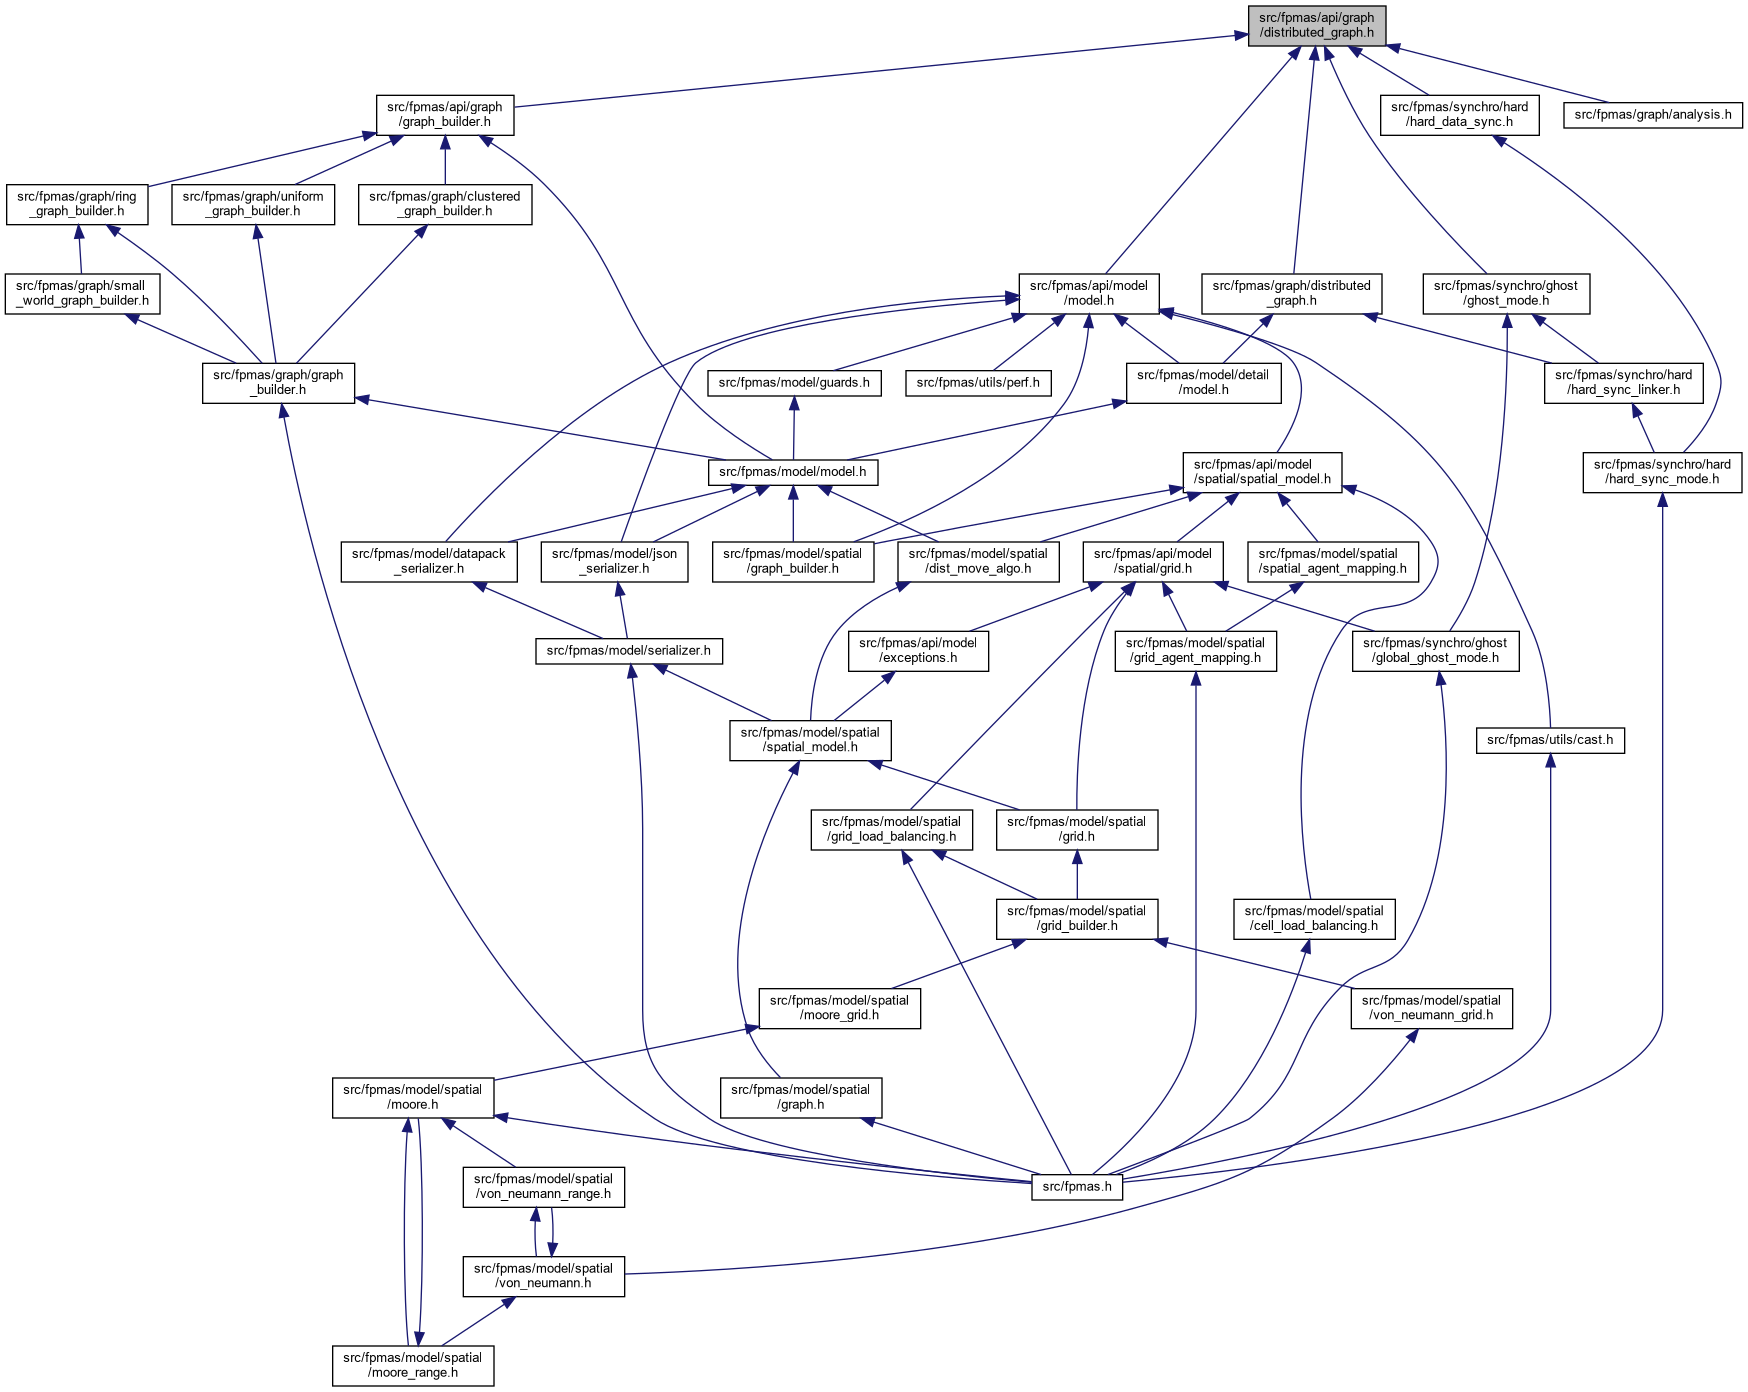 src/fpmas/api/graph
/distributed_graph.h
src/fpmas/api/graph
/graph_builder.h
src/fpmas/synchro/hard
/hard_data_sync.h
src/fpmas/graph/analysis.h
src/fpmas/graph/ring
_graph_builder.h
src/fpmas/graph/uniform
_graph_builder.h
src/fpmas/graph/clustered
_graph_builder.h
src/fpmas/graph/small
_world_graph_builder.h
src/fpmas/api/model
/model.h
src/fpmas/graph/distributed
_graph.h
src/fpmas/synchro/ghost
/ghost_mode.h
src/fpmas/graph/graph
_builder.h
src/fpmas/model/guards.h
src/fpmas/utils/perf.h
src/fpmas/model/detail
/model.h
src/fpmas/synchro/hard
/hard_sync_linker.h
src/fpmas/model/model.h
src/fpmas/api/model
/spatial/spatial_model.h
src/fpmas/synchro/hard
/hard_sync_mode.h
src/fpmas/model/datapack
_serializer.h
src/fpmas/model/json
_serializer.h
src/fpmas/model/spatial
/graph_builder.h
src/fpmas/model/spatial
/dist_move_algo.h
src/fpmas/api/model
/spatial/grid.h
src/fpmas/model/spatial
/spatial_agent_mapping.h
src/fpmas/model/serializer.h
src/fpmas/api/model
/exceptions.h
src/fpmas/model/spatial
/grid_agent_mapping.h
src/fpmas/synchro/ghost
/global_ghost_mode.h
src/fpmas/model/spatial
/spatial_model.h
src/fpmas/utils/cast.h
src/fpmas/model/spatial
/grid_load_balancing.h
src/fpmas/model/spatial
/grid.h
src/fpmas/model/spatial
/grid_builder.h
src/fpmas/model/spatial
/cell_load_balancing.h
src/fpmas/model/spatial
/moore_grid.h
src/fpmas/model/spatial
/von_neumann_grid.h
src/fpmas/model/spatial
/moore.h
src/fpmas/model/spatial
/graph.h
src/fpmas/model/spatial
/von_neumann_range.h
src/fpmas.h
src/fpmas/model/spatial
/von_neumann.h
src/fpmas/model/spatial
/moore_range.h